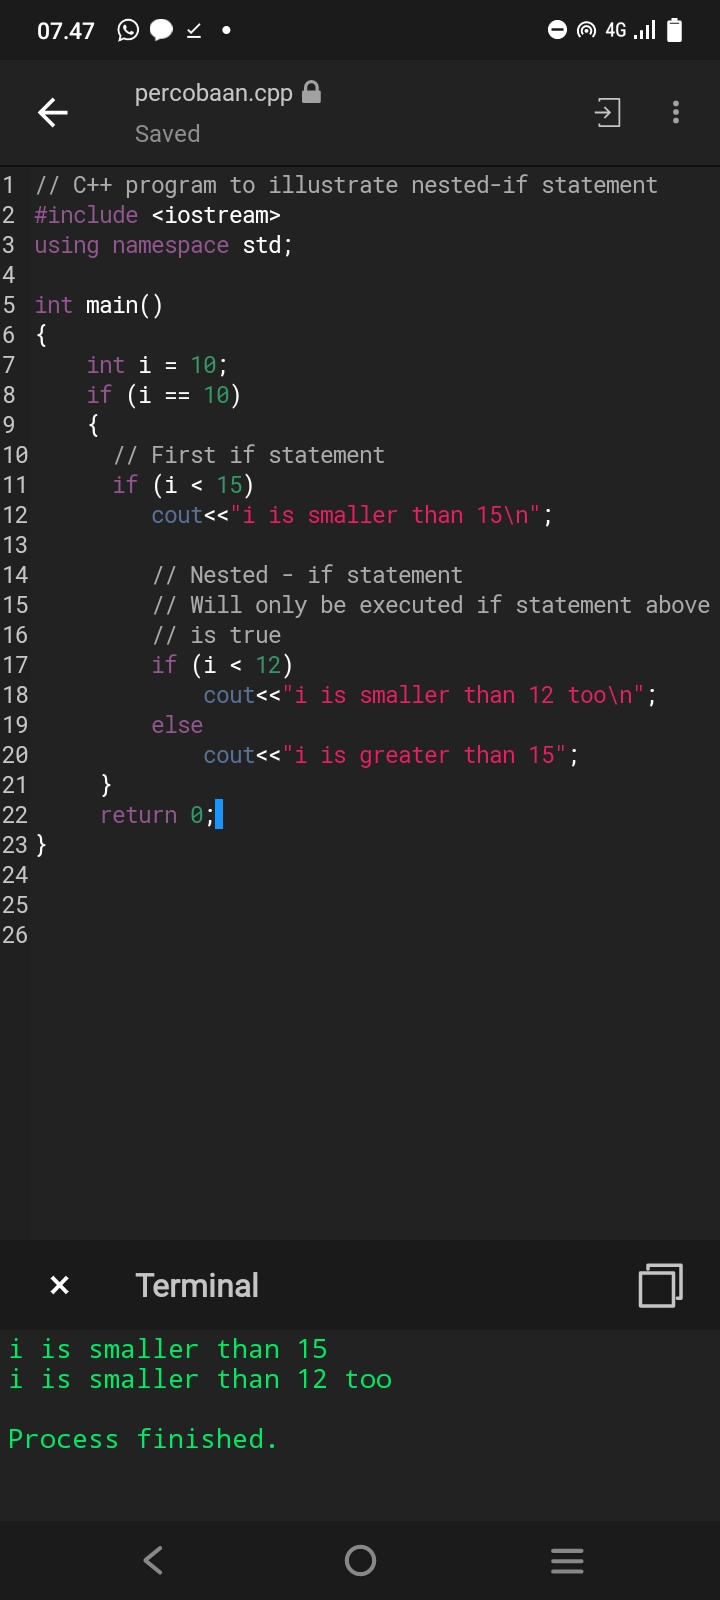 07.47 4G
percobaan.cpp
Saved
1 // C++ program to illustrate nested-if statement
2 #include <iostream>
3 using namespace std;
4
5 int main()
6 {
7     int i = 10;
8     if (i == 10)
9     {
10       // First if statement
11       if (i < 15)
12          cout<<"i is smaller than 15\n";
13
14          // Nested - if statement
15          // Will only be executed if statement above
16          // is true
17          if (i < 12)
18              cout<<"i is smaller than 12 too\n";
19          else
20              cout<<"i is greater than 15";
21      }
22      return 0;
23 }
24
25
26
Terminal
i is smaller than 15
i is smaller than 12 too
Process finished.